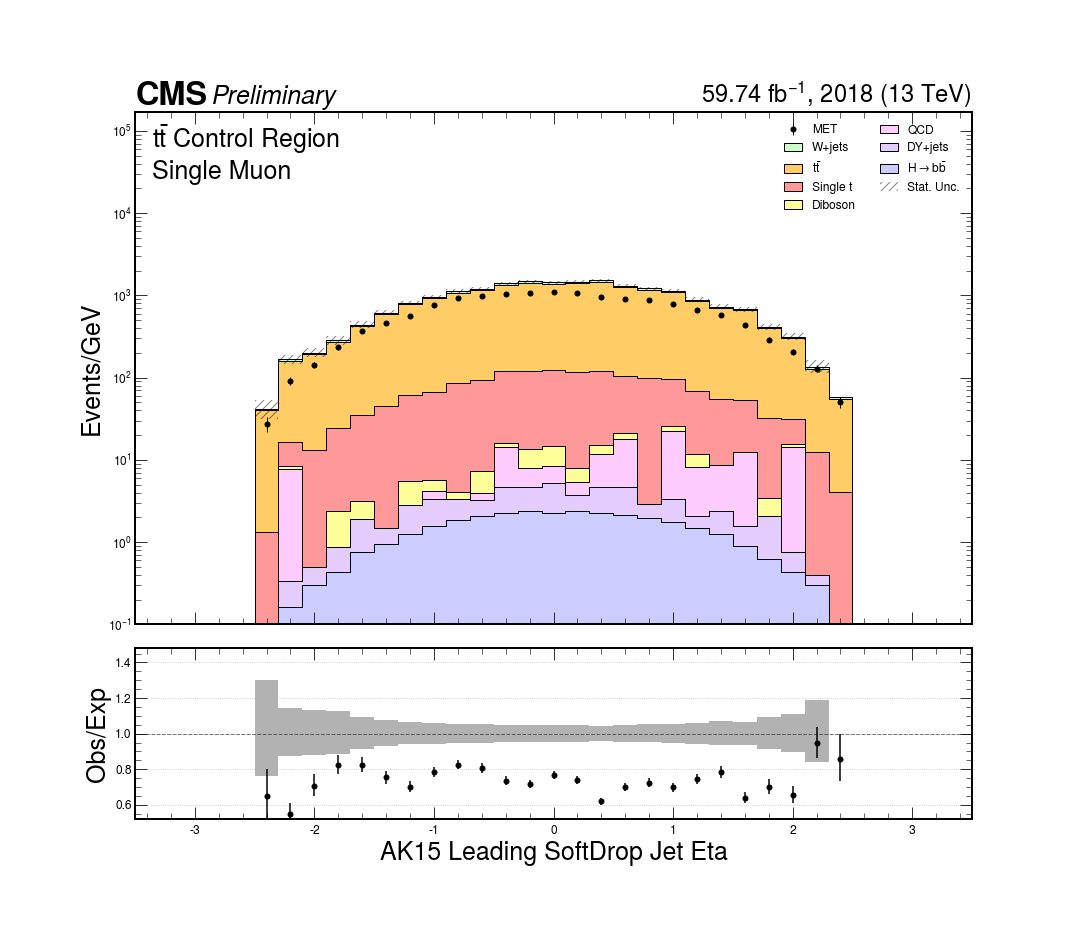 CMS Preliminary 59.74 fb⁻¹, 2018 (13 TeV)
tt̄ Control Region
Single Muon
MET
W+jets
tt̄
Single t
Diboson
QCD
DY+jets
H→bb̄
Stat. Unc.
Events/GeV
10⁵
10⁴
10³
10²
10¹
10⁰
10⁻¹
Obs/Exp
1.4
1.2
1.0
0.8
0.6
-3 -2 -1 0 1 2 3
AK15 Leading SoftDrop Jet Eta